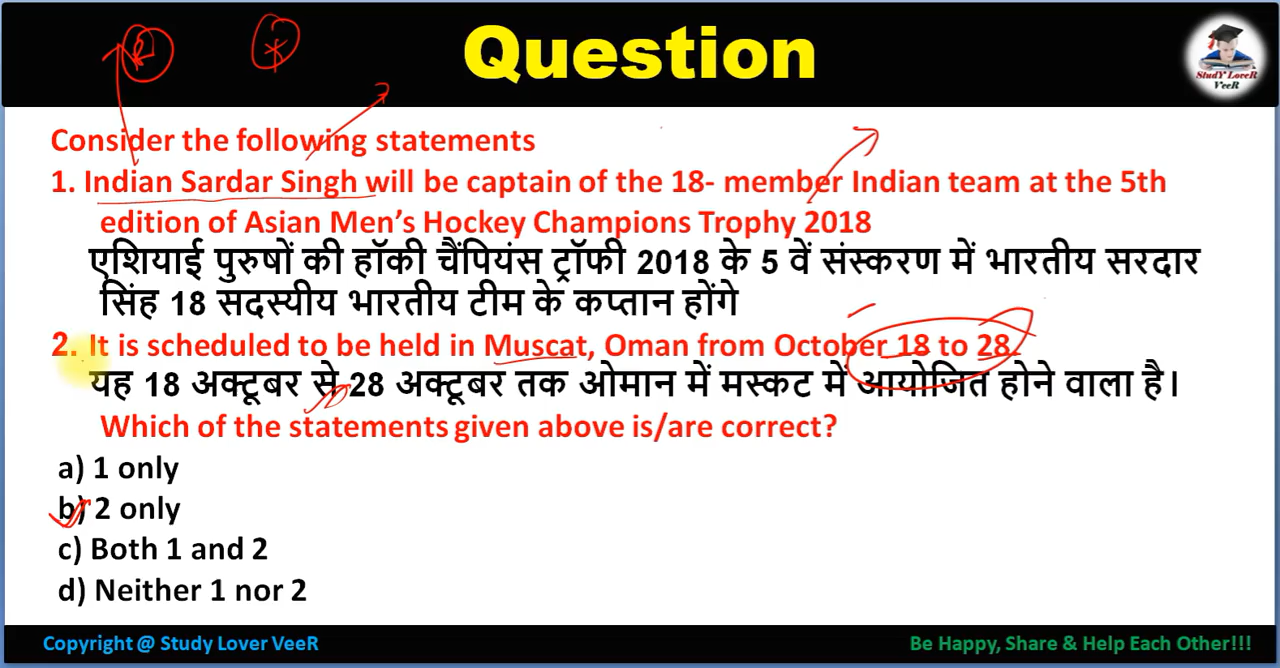 Question
StudY LoveR
VeeR
Consider the following statements
1. Indian Sardar Singh will be captain of the 18- member Indian team at the 5th
edition of Asian Men's Hockey Champions Trophy 2018
एशियाई पुरुषों की हॉकी चैंपियंस ट्रॉफी 2018 के 5 वें संस्करण में भारतीय सरदार
सिंह 18 सदस्यीय भारतीय टीम के कप्तान होंगे
2. It is scheduled to be held in Muscat, Oman from October 18 to 28.
यह 18 अक्टूबर से 28 अक्टूबर तक ओमान में मस्कट में आयोजित होने वाला है।
Which of the statements given above is/are correct?
a) 1 only
b) 2 only
c) Both 1 and 2
d) Neither 1 nor 2
Copyright @ Study Lover VeeR
Be Happy, Share & Help Each Other!!!